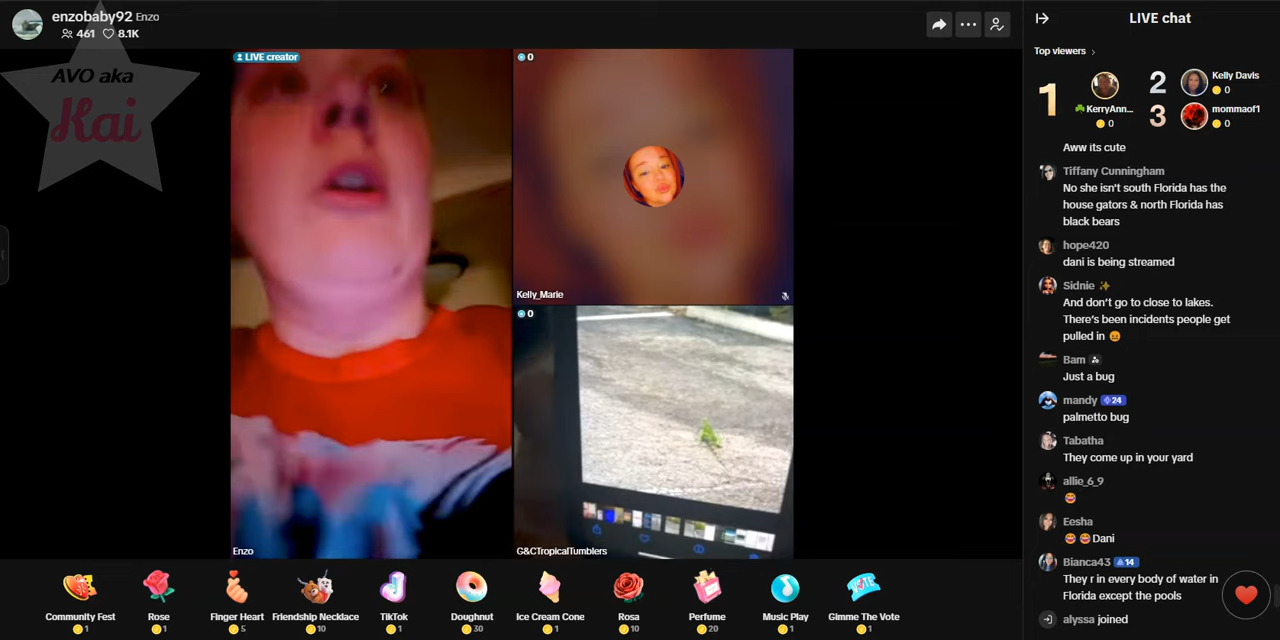 enzobaby92 Enzo
461 8.1K
AVO aka
Kai
LIVE creator
0
Kelly_Marie
0
Enzo
G&CTropicalTumblers
Community Fest
1
Rose
1
Finger Heart
5
Friendship Necklace
10
TikTok
1
Doughnut
30
Ice Cream Cone
1
Rosa
10
Perfume
20
Music Play
1
Gimme The Vote
1
LIVE chat
Top viewers
1
KerryAnn...
0
2
Kelly Davis
0
3
mommaof1
0
Aww its cute
Tiffany Cunningham
No she isn't south Florida has the
house gators & north Florida has
black bears
hope420
dani is being streamed
Sidnie
And don't go to close to lakes.
There's been incidents people get
pulled in
Bam
Just a bug
mandy 24
palmetto bug
Tabatha
They come up in your yard
allie_6_9
Eesha
Dani
Bianca43 14
They r in every body of water in
Florida except the pools
alyssa joined